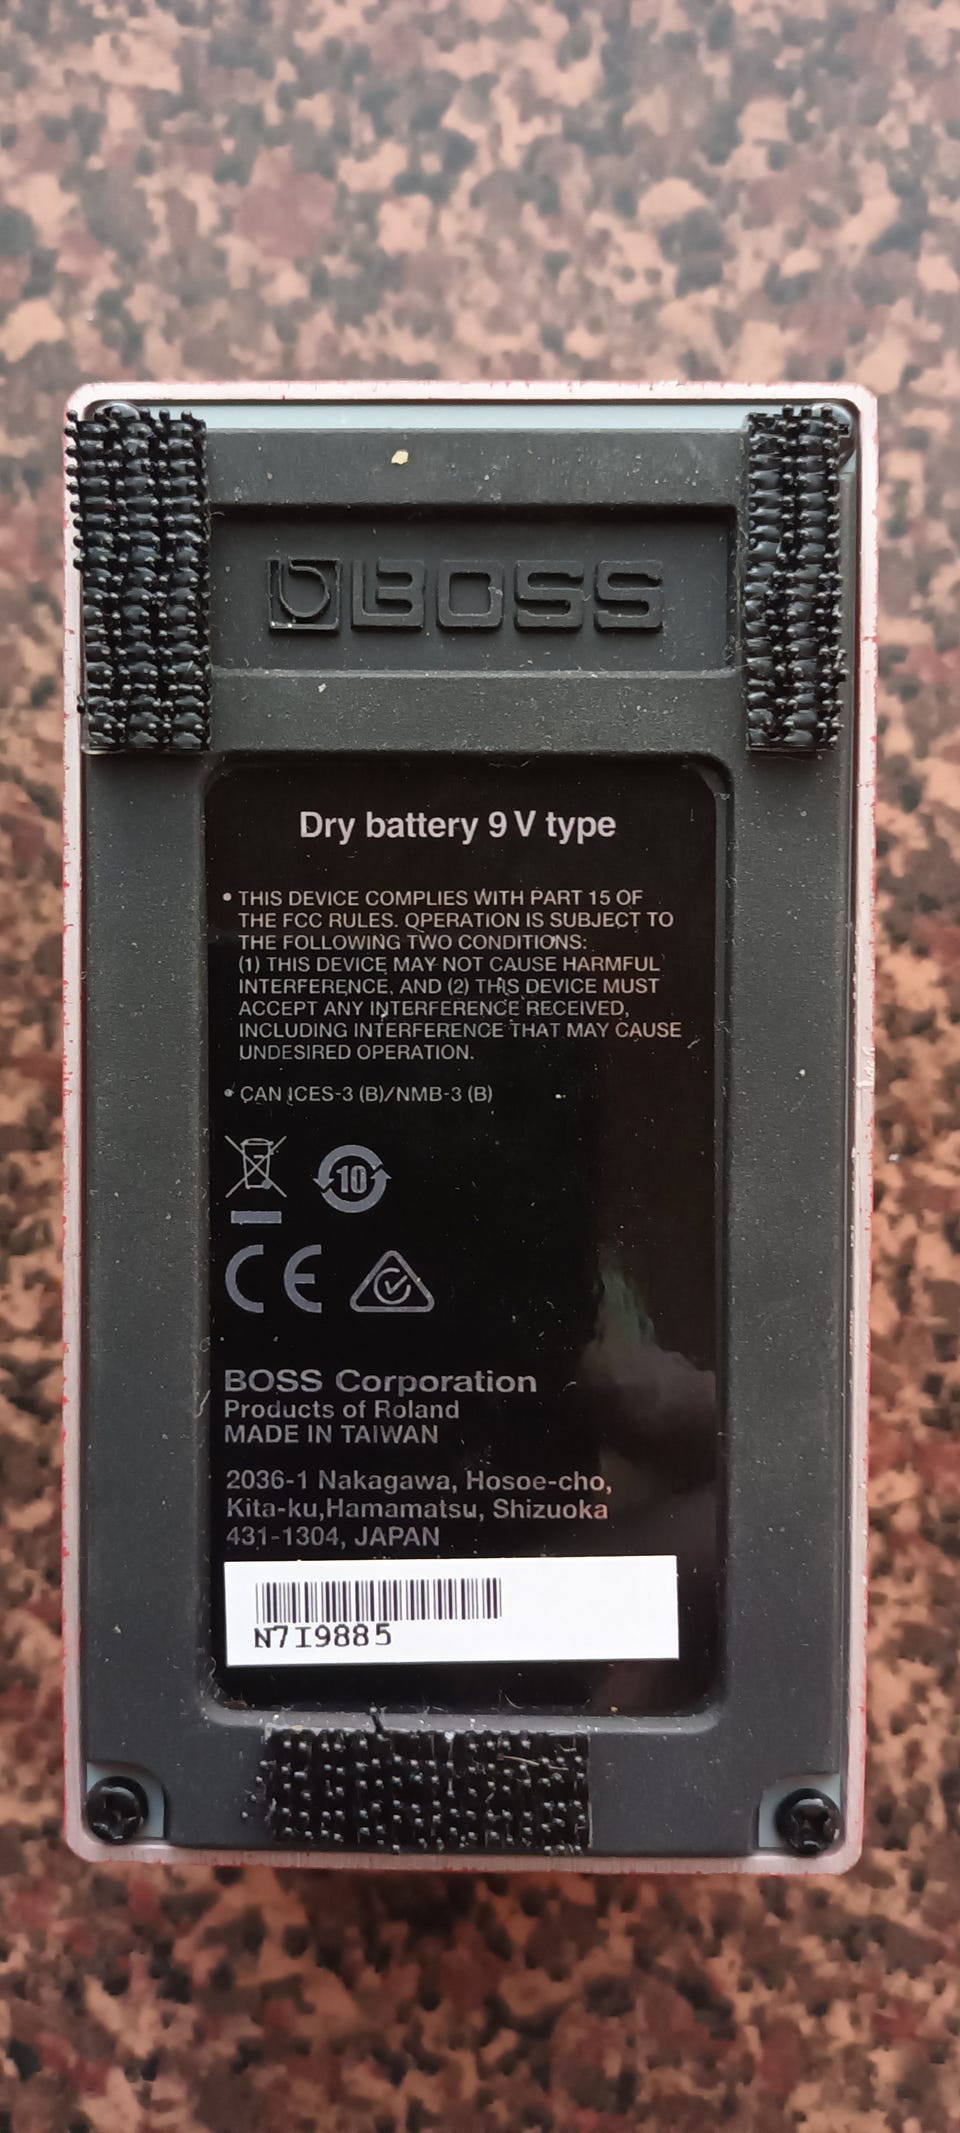 BOSS
Dry battery 9V type
• THIS DEVICE COMPLIES WITH PART 15 OF
THE FCC RULES. OPERATION IS SUBJECT TO
THE FOLLOWING TWO CONDITIONS:
(1) THIS DEVICE MAY NOT CAUSE HARMFUL
INTERFERENCE, AND (2) THIS DEVICE MUST
ACCEPT ANY INTERFERENCE RECEIVED,
INCLUDING INTERFERENCE THAT MAY CAUSE
UNDESIRED OPERATION.
• CAN ICES-3 (B)/NMB-3 (B)
10
CE
BOSS Corporation
Products of Roland
MADE IN TAIWAN
2036-1 Nakagawa, Hosoe-cho,
Kita-ku,Hamamatsu, Shizuoka
431-1304, JAPAN
N7I9885